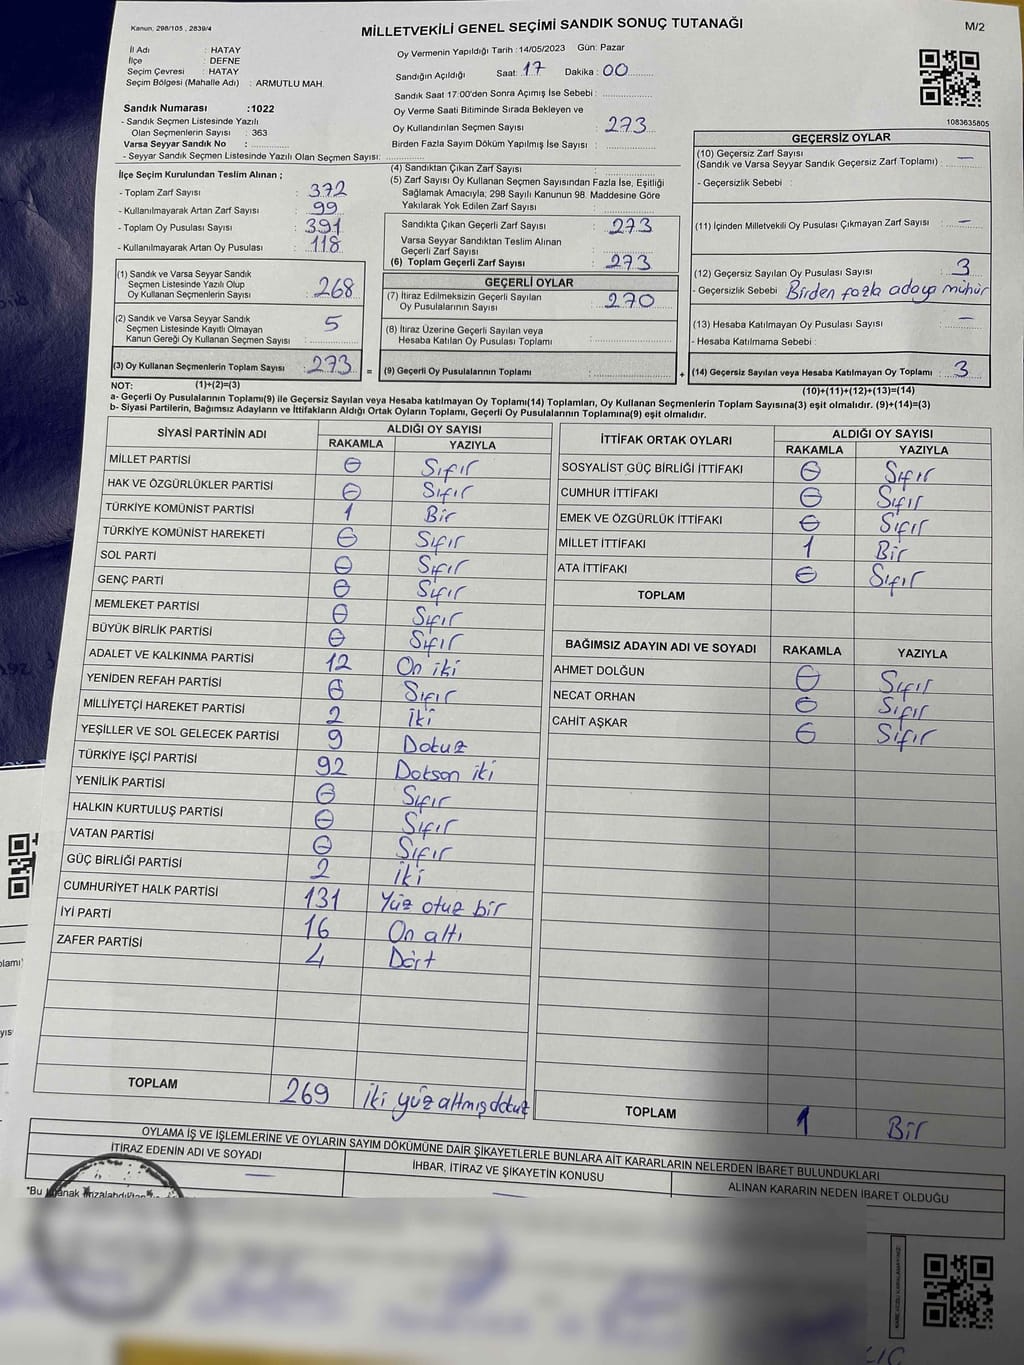 Kanun, 298/105 , 2839/4
MİLLETVEKİLİ GENEL SEÇİMİ SANDIK SONUÇ TUTANAĞI
M/2
İl Adı : HATAY
İlçe : DEFNE
Seçim Çevresi : HATAY
Seçim Bölgesi (Mahalle Adı) : ARMUTLU MAH.
Sandık Numarası :1022
- Sandık Seçmen Listesinde Yazılı
Olan Seçmenlerin Sayısı : 363
Varsa Seyyar Sandık No :
- Seyyar Sandık Seçmen Listesinde Yazılı Olan Seçmen Sayısı:
Oy Vermenin Yapıldığı Tarih : 14/05/2023 Gün: Pazar
Sandığın Açıldığı Saat: 17 Dakika : 00
Sandık Saat 17:00'den Sonra Açımış İse Sebebi :
Oy Verme Saati Bitiminde Sırada Bekleyen ve
Oy Kullandırılan Seçmen Sayısı : 273
Birden Fazla Sayım Döküm Yapılmış İse Sayısı :
1083635805
İlçe Seçim Kurulundan Teslim Alınan ;
- Toplam Zarf Sayısı : 372
- Kullanılmayarak Artan Zarf Sayısı : 99
- Toplam Oy Pusulası Sayısı : 391
- Kullanılmayarak Artan Oy Pusulası : 118
(1) Sandık ve Varsa Seyyar Sandık
Seçmen Listesinde Yazılı Olup
Oy Kullanan Seçmenlerin Sayısı : 268
(2) Sandık ve Varsa Seyyar Sandık
Seçmen Listesinde Kayıtlı Olmayan
Kanun Gereği Oy Kullanan Seçmen Sayısı : 5
(3) Oy Kullanan Seçmenlerin Toplam Sayısı : 273
(4) Sandıktan Çıkan Zarf Sayısı :
(5) Zarf Sayısı Oy Kullanan Seçmen Sayısından Fazla İse, Eşitliği
Sağlamak Amacıyla; 298 Sayılı Kanunun 98. Maddesine Göre
Yakılarak Yok Edilen Zarf Sayısı :
Sandıkta Çıkan Geçerli Zarf Sayısı : 273
Varsa Seyyar Sandıktan Teslim Alınan
Geçerli Zarf Sayısı :
(6) Toplam Geçerli Zarf Sayısı : 273
GEÇERLİ OYLAR
(7) İtiraz Edilmeksizin Geçerli Sayılan
Oy Pusulalarının Sayısı : 270
(8) İtiraz Üzerine Geçerli Sayılan veya
Hesaba Katılan Oy Pusulası Toplamı :
= (9) Geçerli Oy Pusulalarının Toplamı :
GEÇERSİZ OYLAR
(10) Geçersiz Zarf Sayısı
(Sandık ve Varsa Seyyar Sandık Geçersiz Zarf Toplamı) : —
- Geçersizlik Sebebi :
(11) İçinden Milletvekili Oy Pusulası Çıkmayan Zarf Sayısı : —
(12) Geçersiz Sayılan Oy Pusulası Sayısı : 3
- Geçersizlik Sebebi : Birden fazla adaya mühür
(13) Hesaba Katılmayan Oy Pusulası Sayısı : —
- Hesaba Katılmama Sebebi :
+ (14) Geçersiz Sayılan veya Hesaba Katılmayan Oy Toplamı : 3
NOT: (1)+(2)=(3)
(10)+(11)+(12)+(13)=(14)
a- Geçerli Oy Pusulalarının Toplamı(9) ile Geçersiz Sayılan veya Hesaba katılmayan Oy Toplamı(14) Toplamları, Oy Kullanan Seçmenlerin Toplam Sayısına(3) eşit olmalıdır. (9)+(14)=(3)
b- Siyasi Partilerin, Bağımsız Adayların ve İttifakların Aldığı Ortak Oyların Toplamı, Geçerli Oy Pusulalarının Toplamına(9) eşit olmalıdır.
SİYASİ PARTİNİN ADI ALDIĞI OY SAYISI
RAKAMLA YAZIYLA
MİLLET PARTİSİ 0 Sıfır
HAK VE ÖZGÜRLÜKLER PARTİSİ 0 Sıfır
TÜRKİYE KOMÜNİST PARTİSİ 1 Bir
TÜRKİYE KOMÜNİST HAREKETİ 0 Sıfır
SOL PARTİ 0 Sıfır
GENÇ PARTİ 0 Sıfır
MEMLEKET PARTİSİ 0 Sıfır
BÜYÜK BİRLİK PARTİSİ 0 Sıfır
ADALET VE KALKINMA PARTİSİ 12 On iki
YENİDEN REFAH PARTİSİ 0 Sıfır
MİLLİYETÇİ HAREKET PARTİSİ 2 İki
YEŞİLLER VE SOL GELECEK PARTİSİ 9 Dokuz
TÜRKİYE İŞÇİ PARTİSİ 92 Doksan iki
YENİLİK PARTİSİ 0 Sıfır
HALKIN KURTULUŞ PARTİSİ 0 Sıfır
VATAN PARTİSİ 0 Sıfır
GÜÇ BİRLİĞİ PARTİSİ 2 İki
CUMHURİYET HALK PARTİSİ 131 Yüz otuz bir
İYİ PARTİ 16 On altı
ZAFER PARTİSİ 4 Dört
TOPLAM 269 İki yüz altmış dokuz
İTTİFAK ORTAK OYLARI ALDIĞI OY SAYISI
RAKAMLA YAZIYLA
SOSYALİST GÜÇ BİRLİĞİ İTTİFAKI 0 Sıfır
CUMHUR İTTİFAKI 0 Sıfır
EMEK VE ÖZGÜRLÜK İTTİFAKI 0 Sıfır
MİLLET İTTİFAKI 1 Bir
ATA İTTİFAKI 0 Sıfır
TOPLAM
BAĞIMSIZ ADAYIN ADI VE SOYADI RAKAMLA YAZIYLA
AHMET DOLĞUN 0 Sıfır
NECAT ORHAN 0 Sıfır
CAHİT AŞKAR 0 Sıfır
TOPLAM 1 Bir
OYLAMA İŞ VE İŞLEMLERİNE VE OYLARIN SAYIM DÖKÜMÜNE DAİR ŞİKAYETLERLE BUNLARA AİT KARARLARIN NELERDEN İBARET BULUNDUKLARI
İTİRAZ EDENİN ADI VE SOYADI İHBAR, İTİRAZ VE ŞİKAYETİN KONUSU ALINAN KARARIN NEDEN İBARET OLDUĞU
*Bu